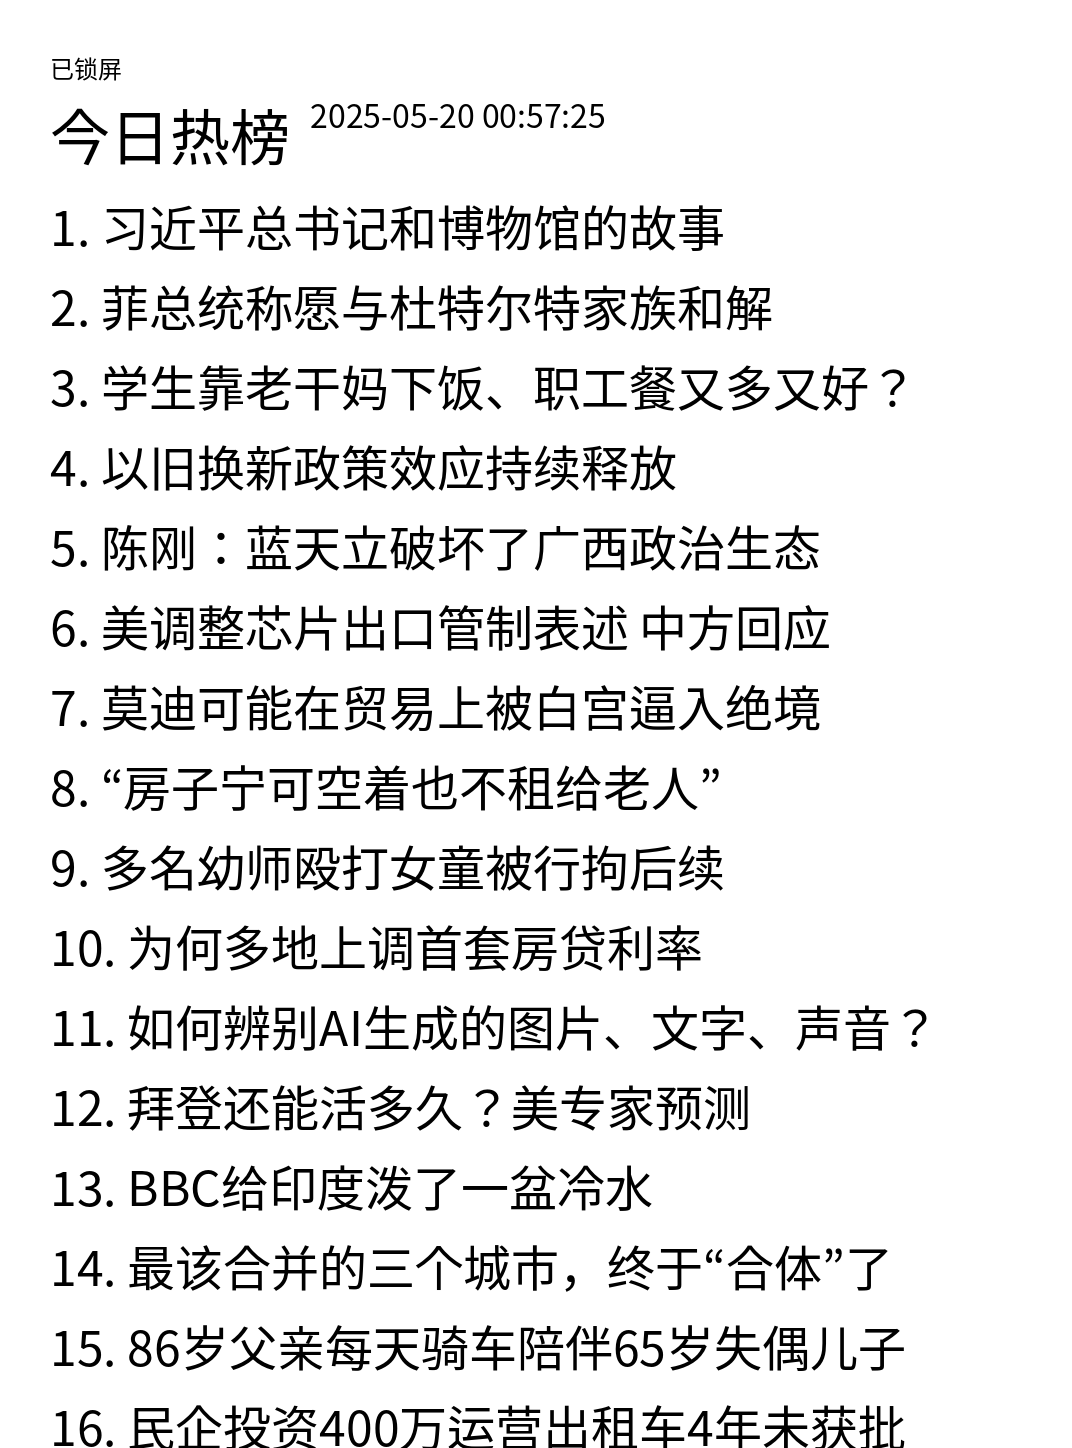 已锁屏
今日热榜 2025-05-20 00:57:25
1. 习近平总书记和博物馆的故事
2. 菲总统称愿与杜特尔特家族和解
3. 学生靠老干妈下饭、职工餐又多又好？
4. 以旧换新政策效应持续释放
5. 陈刚：蓝天立破坏了广西政治生态
6. 美调整芯片出口管制表述 中方回应
7. 莫迪可能在贸易上被白宫逼入绝境
8. “房子宁可空着也不租给老人”
9. 多名幼师殴打女童被行拘后续
10. 为何多地上调首套房贷利率
11. 如何辨别AI生成的图片、文字、声音？
12. 拜登还能活多久？美专家预测
13. BBC给印度泼了一盆冷水
14. 最该合并的三个城市，终于“合体”了
15. 86岁父亲每天骑车陪伴65岁失偶儿子
16. 民企投资400万运营出租车4年未获批